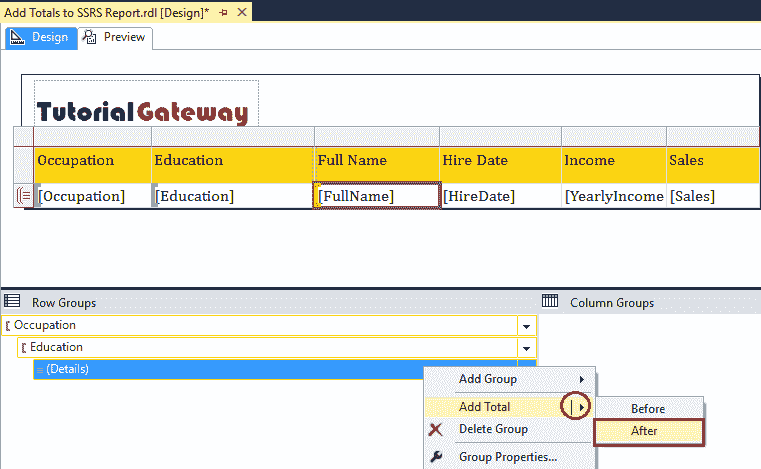 Add Totals to SSRS Report.rdl [Design]*
Design Preview
TutorialGateway
Occupation Education Full Name Hire Date Income Sales
[Occupation] [Education] [FullName] [HireDate] [YearlyIncome [Sales]
Row Groups Column Groups
Occupation
Education
(Details)
Add Group
Add Total
Before
Delete Group
After
Group Properties...